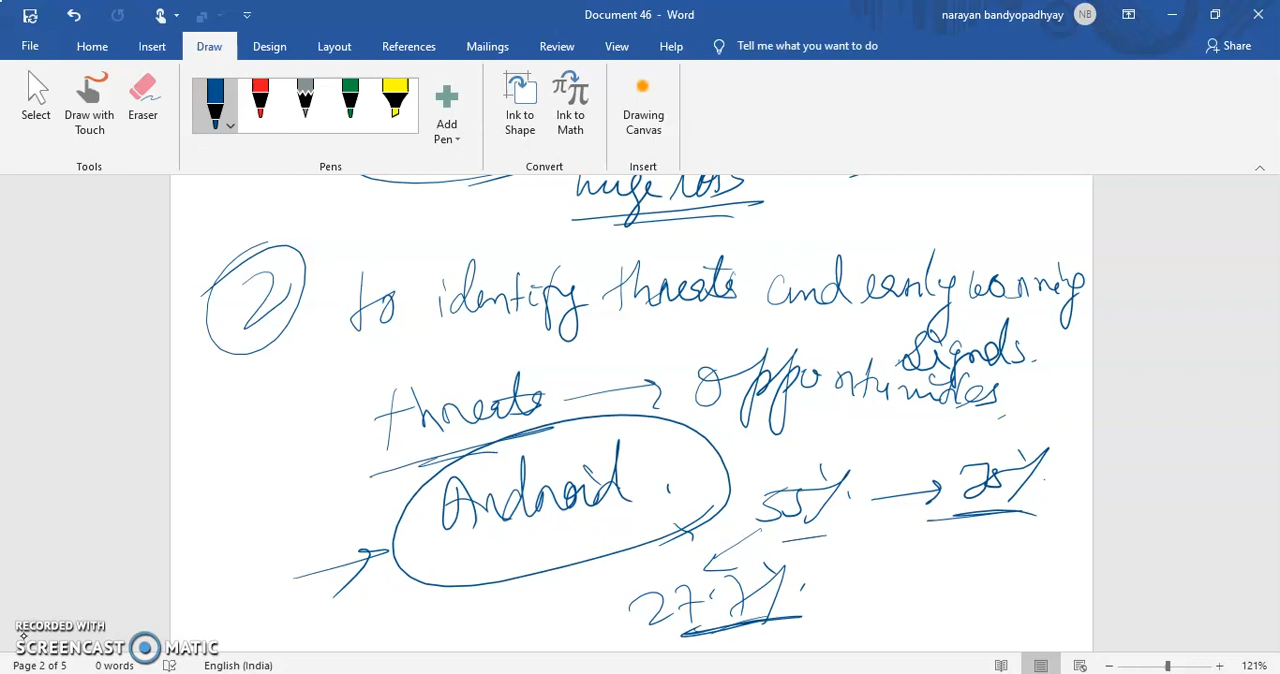 Document 46 - Word
narayan bandyopadhyay NB
File Home Insert Draw Design Layout References Mailings Review View Help Tell me what you want to do Share
Select Draw with Touch Eraser Add Pen Ink to Shape Ink to Math Drawing Canvas
Tools Pens Convert Insert
huge loss
2 to identify threats and early warning
signals.
threats → opportunities
Android.
55% → 75%
27.7%
RECORDED WITH
SCREENCAST MATIC
Page 2 of 5 0 words English (India) 121%